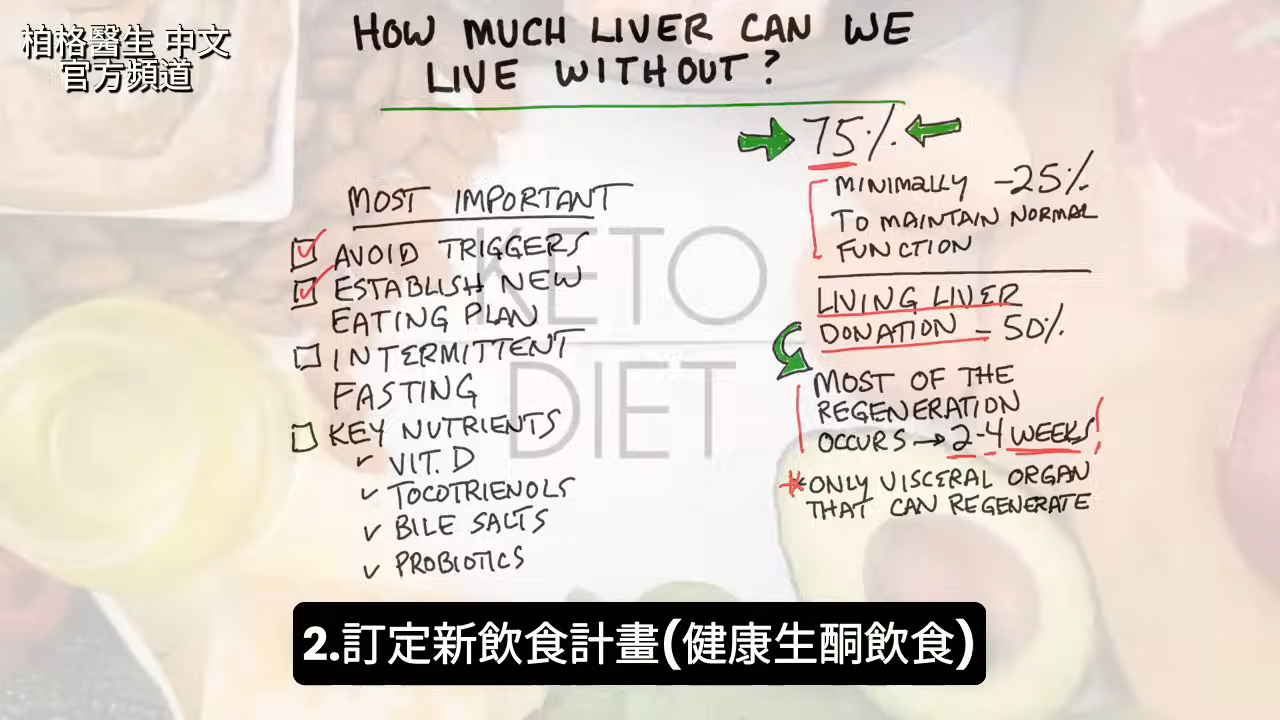 柏格醫生 中文
官方頻道
HOW MUCH LIVER CAN WE
LIVE WITHOUT?
75%
MINIMALLY -25%
TO MAINTAIN NORMAL
FUNCTION
LIVING LIVER
DONATION - 50%
MOST OF THE
REGENERATION
OCCURS → 2-4 WEEKS!
*ONLY VISCERAL ORGAN
THAT CAN REGENERATE
MOST IMPORTANT
AVOID TRIGGERS
ESTABLISH NEW
EATING PLAN
INTERMITTENT
FASTING
KEY NUTRIENTS
✓ VIT. D
✓ TOCOTRIENOLS
✓ BILE SALTS
✓ PROBIOTICS
KETO
DIET
2.訂定新飲食計畫(健康生酮飲食)